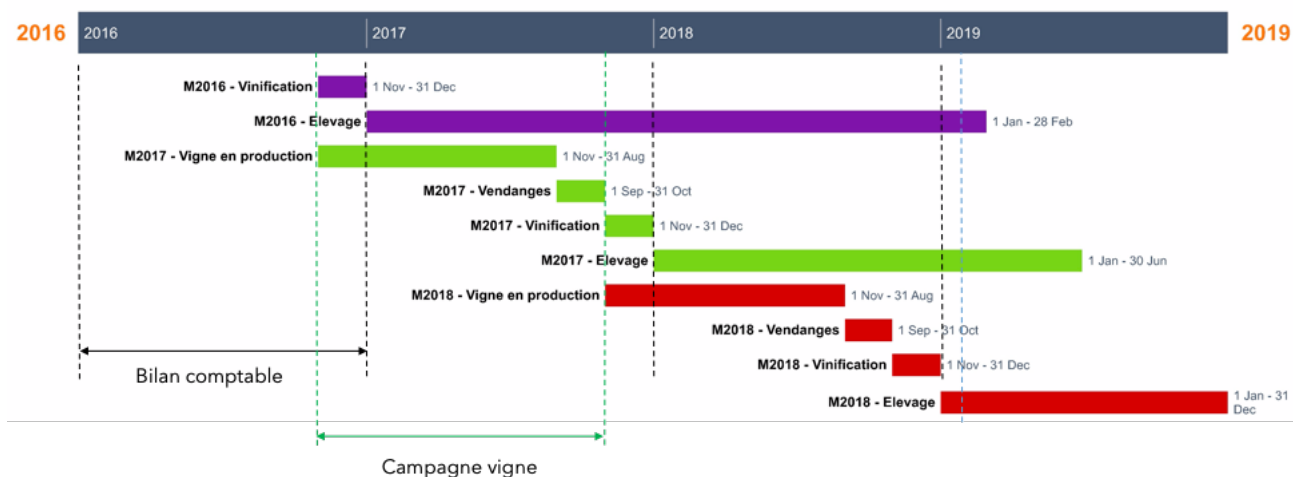 2016 2016 2017 2018 2019 2019
M2016 - Vinification 1 Nov - 31 Dec
M2016 - Elevage 1 Jan - 28 Feb
M2017 - Vigne en production 1 Nov - 31 Aug
M2017 - Vendanges 1 Sep - 31 Oct
M2017 - Vinification 1 Nov - 31 Dec
M2017 - Elevage 1 Jan - 30 Jun
M2018 - Vigne en production 1 Nov - 31 Aug
M2018 - Vendanges 1 Sep - 31 Oct
M2018 - Vinification 1 Nov - 31 Dec
Bilan comptable
M2018 - Elevage 1 Jan - 31
Dec
Campagne vigne